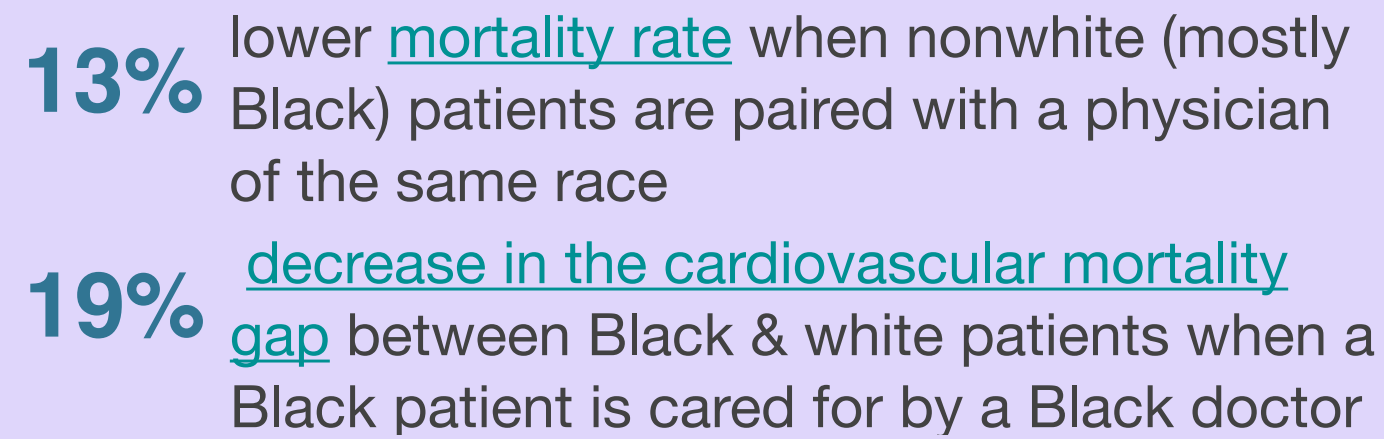 13% lower mortality rate when nonwhite (mostly
Black) patients are paired with a physician
of the same race
19% decrease in the cardiovascular mortality
gap between Black & white patients when a
Black patient is cared for by a Black doctor